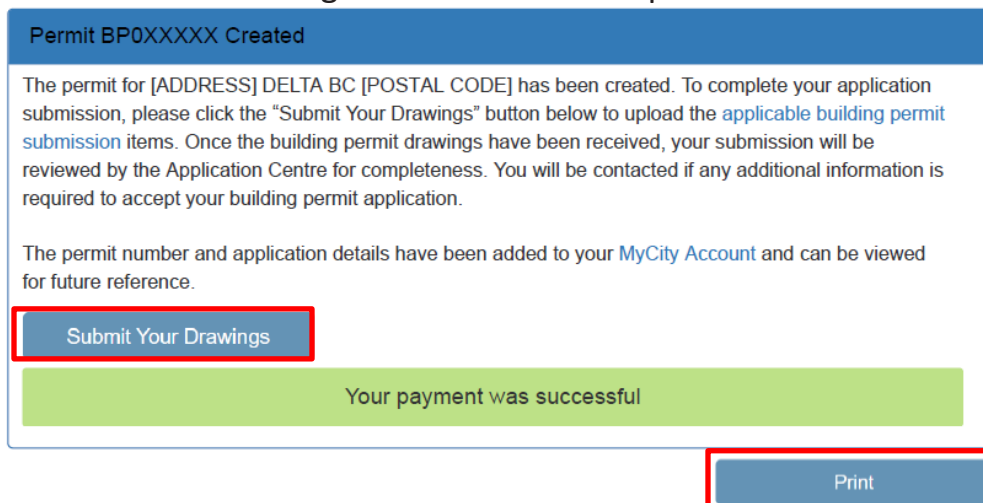 Permit BP0XXXXX Created
The permit for [ADDRESS] DELTA BC [POSTAL CODE] has been created. To complete your application
submission, please click the “Submit Your Drawings” button below to upload the applicable building permit
submission items. Once the building permit drawings have been received, your submission will be
reviewed by the Application Centre for completeness. You will be contacted if any additional information is
required to accept your building permit application.
The permit number and application details have been added to your MyCity Account and can be viewed
for future reference.
Submit Your Drawings
Your payment was successful
Print